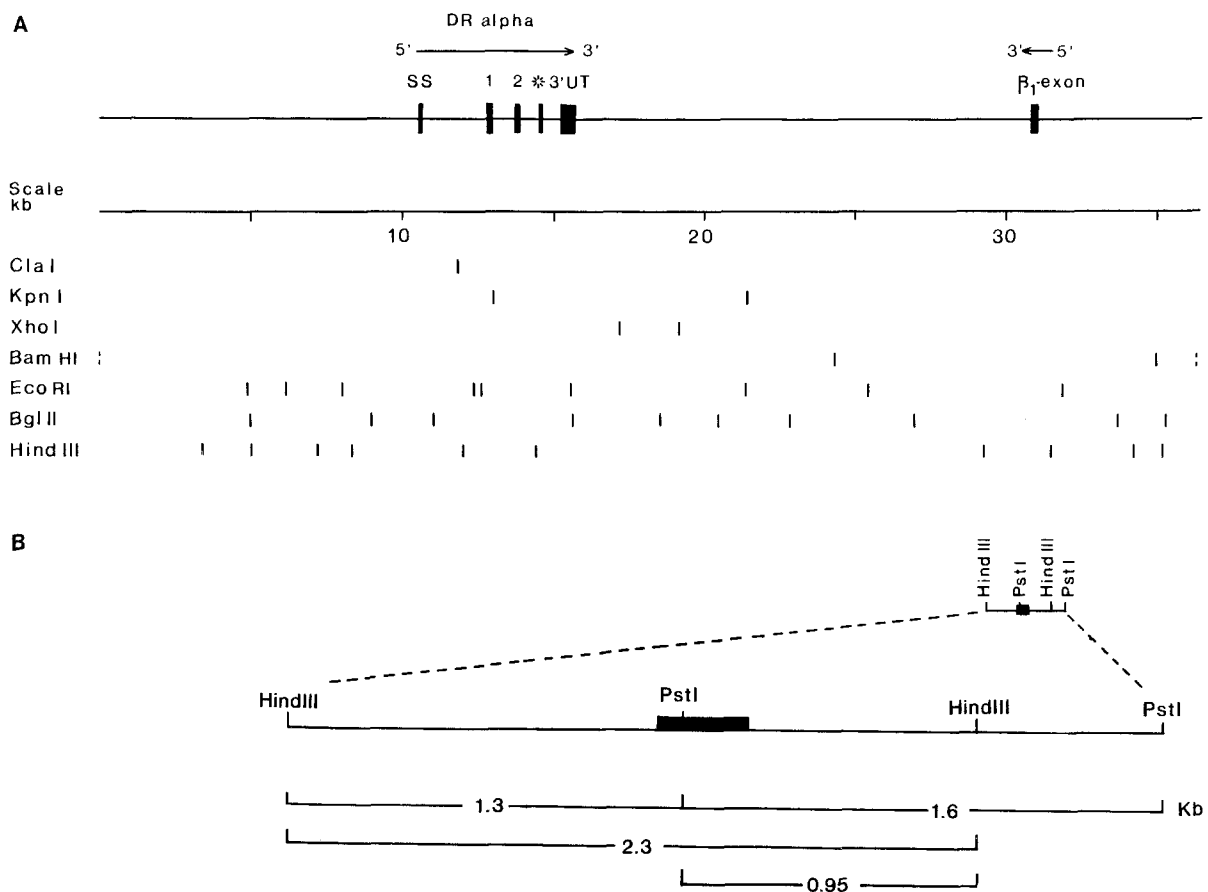 A
DR alpha
5' 3' 3' 5'
SS 1 2 ✲ 3'UT β₁-exon
Scale
kb
10 20 30
Cla I
Kpn I
Xho I
Bam HI
Eco RI
Bgl II
Hind III
B
Hind III
Pst I
Hind III
Pst I
HindIII PstI HindIII PstI
1.3 1.6 Kb
2.3
0.95